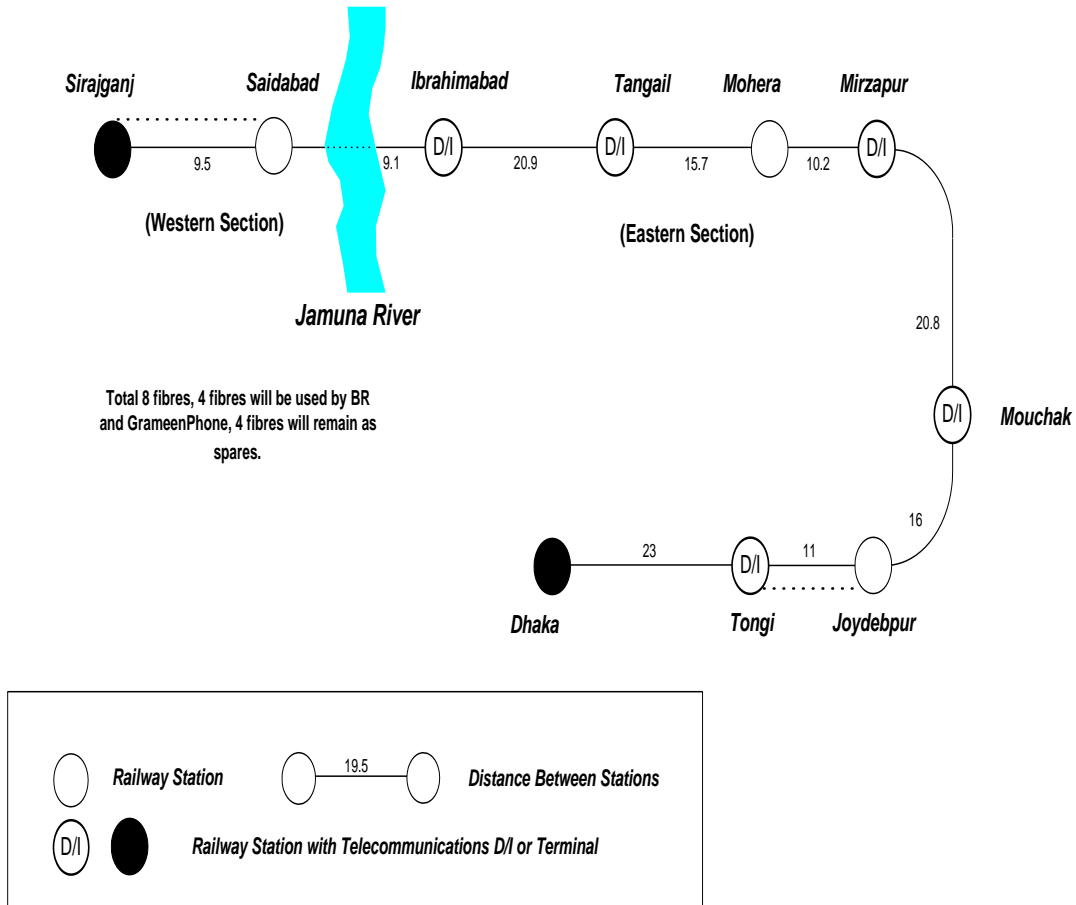 Sirajganj
Saidabad
Ibrahimabad
Tangail
Mohera
Mirzapur
D/I
D/I
D/I
9.5
9.1
20.9
15.7
10.2
(Western Section)
(Eastern Section)
Jamuna River
20.8
Total 8 fibres, 4 fibres will be used by BR
and GrameenPhone, 4 fibres will remain as
spares.
D/I
Mouchak
16
23
11
D/I
Dhaka
Tongi
Joydebpur
Railway Station
19.5
Distance Between Stations
D/I
Railway Station with Telecommunications D/I or Terminal